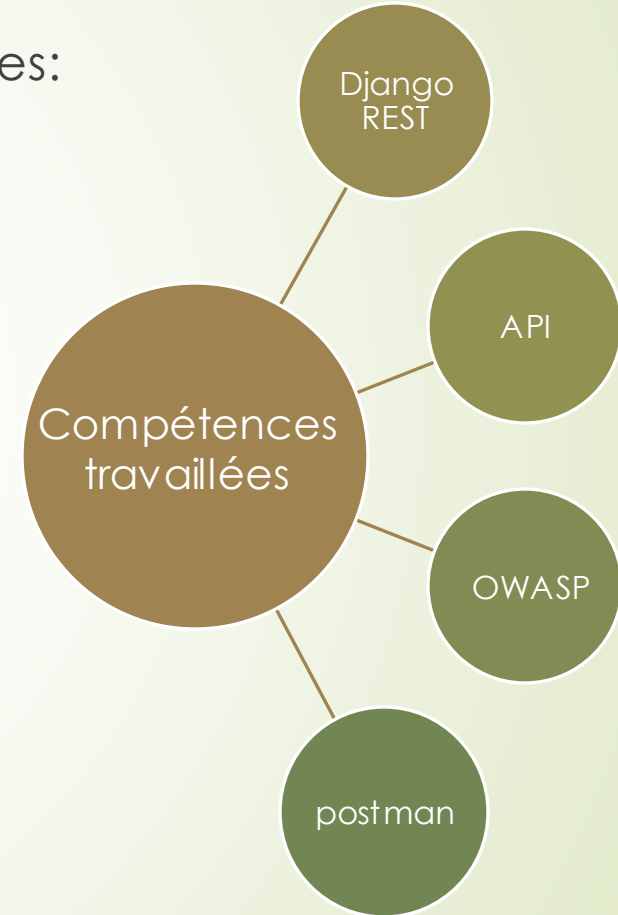 es:
Django
REST
API
Compétences
travaillées
OWASP
postman